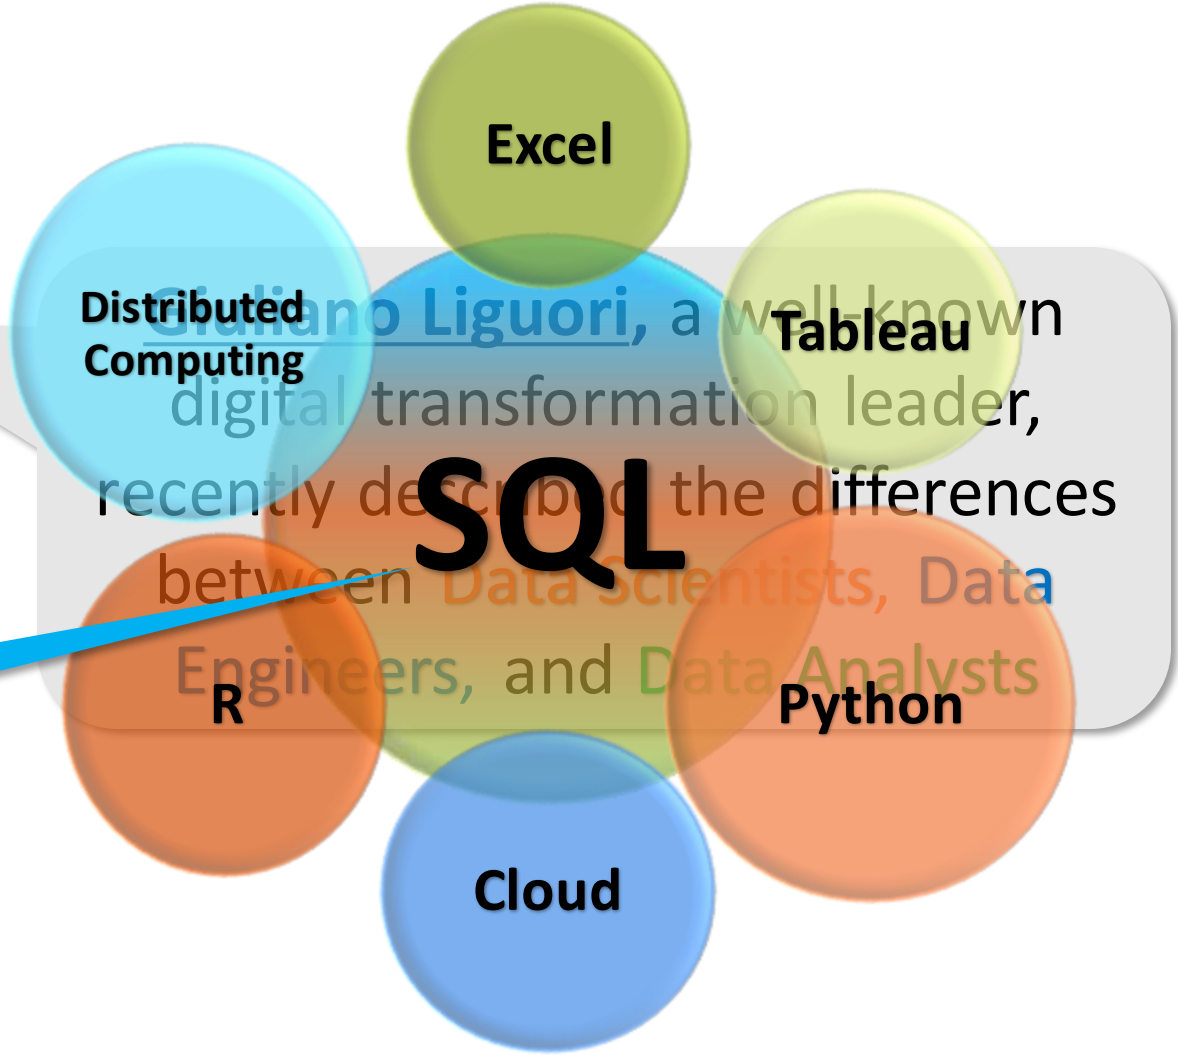 Excel
Distributed
Computing
Tableau
SQL
R
Python
Cloud
Giuliano Liguori, a well-known
digital transformation leader,
recently described the differences
between Data Scientists, Data
Engineers, and Data Analysts